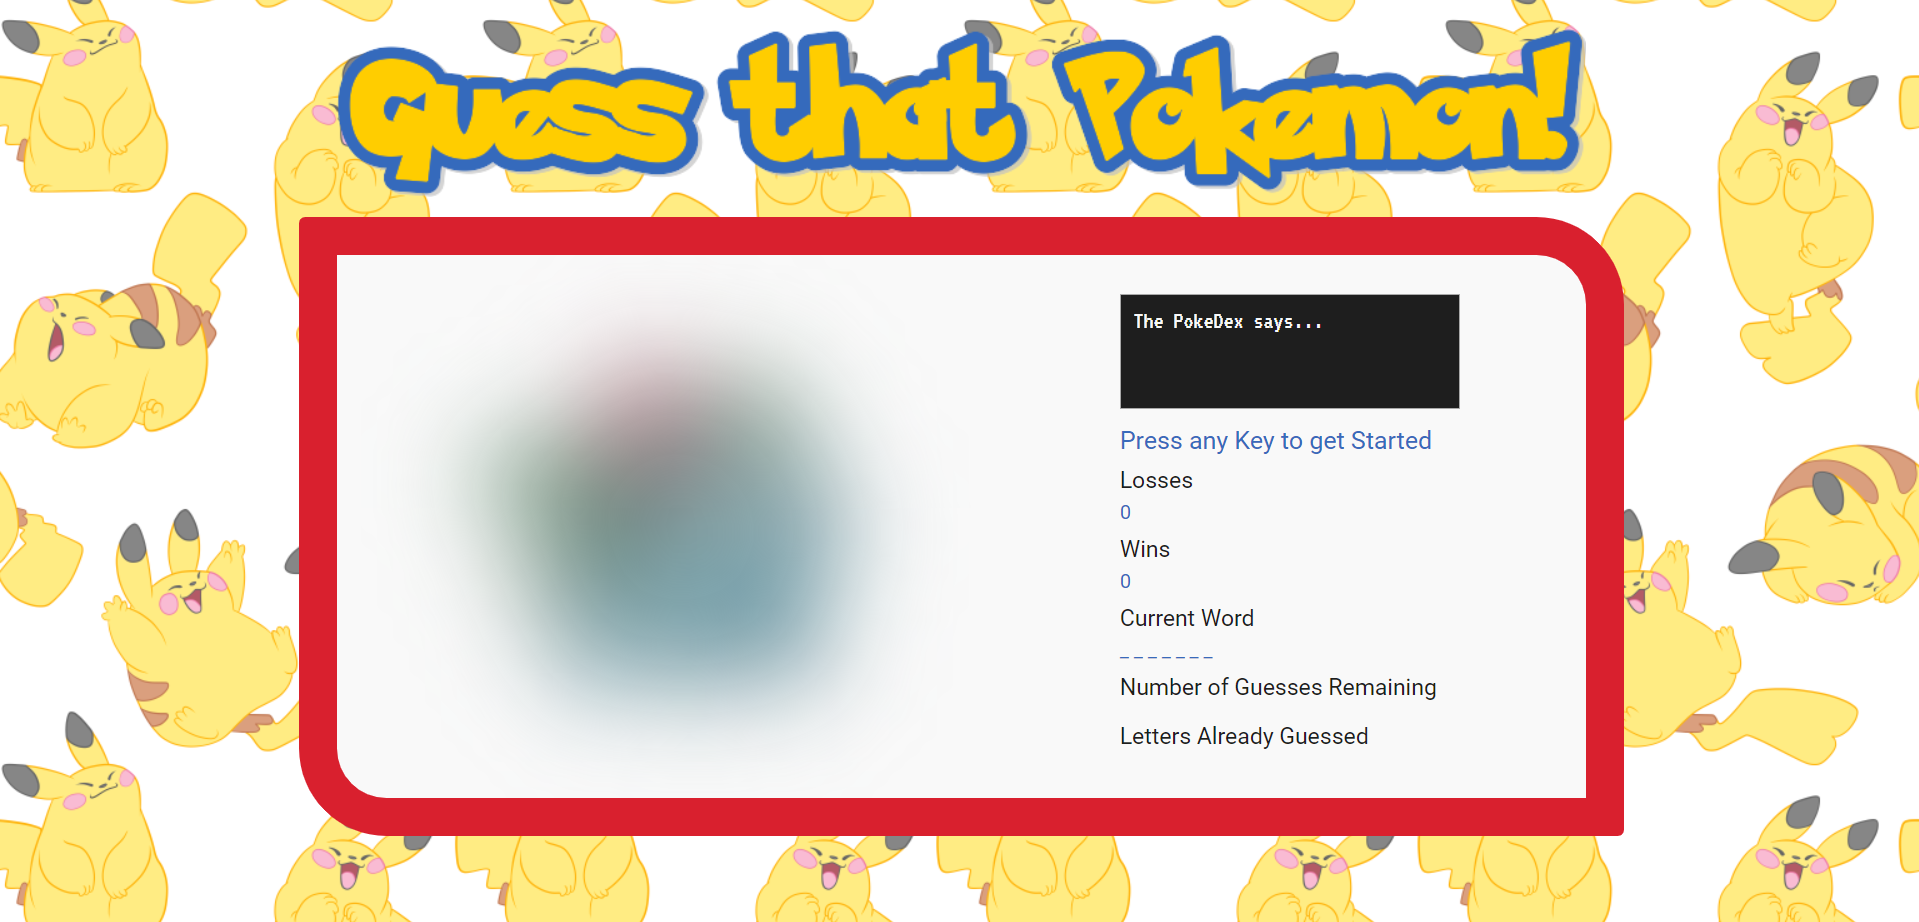 Guess that Pokemon!
The PokeDex says...
Press any Key to get Started
Losses
0
Wins
0
Current Word
_ _ _ _ _ _ _
Number of Guesses Remaining
Letters Already Guessed